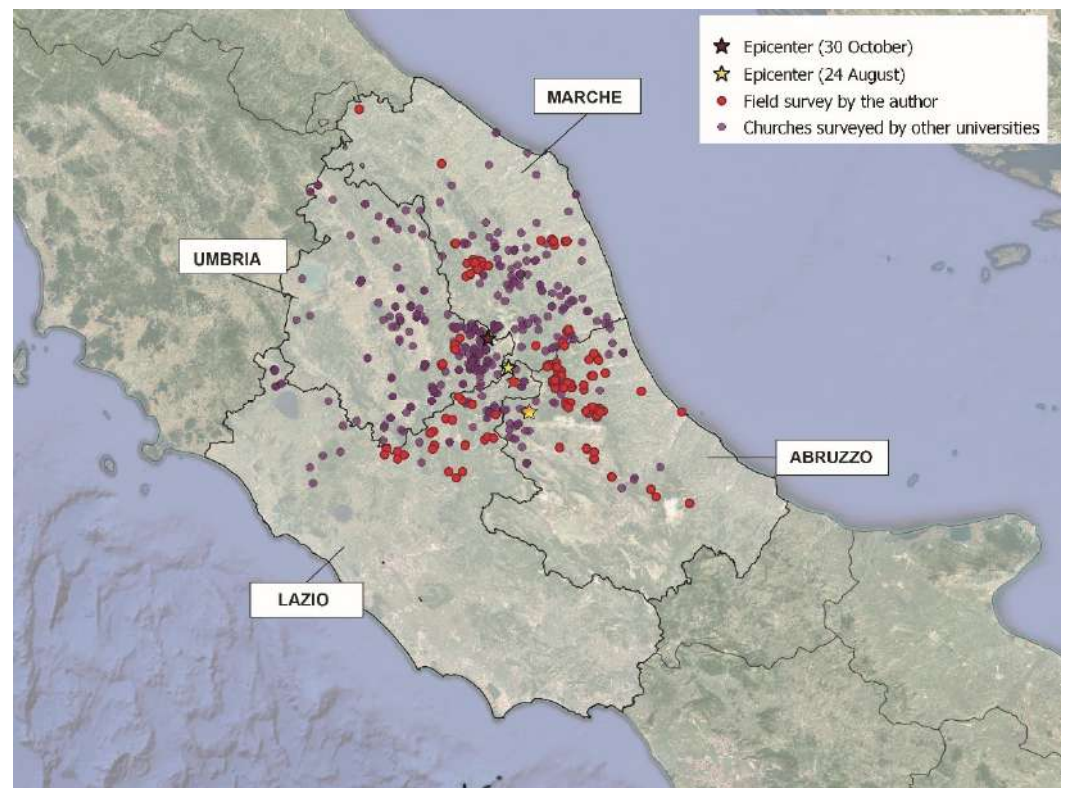 Epicenter (30 October)
Epicenter (24 August)
Field survey by the author
Churches surveyed by other universities
MARCHE
UMBRIA
ABRUZZO
LAZIO